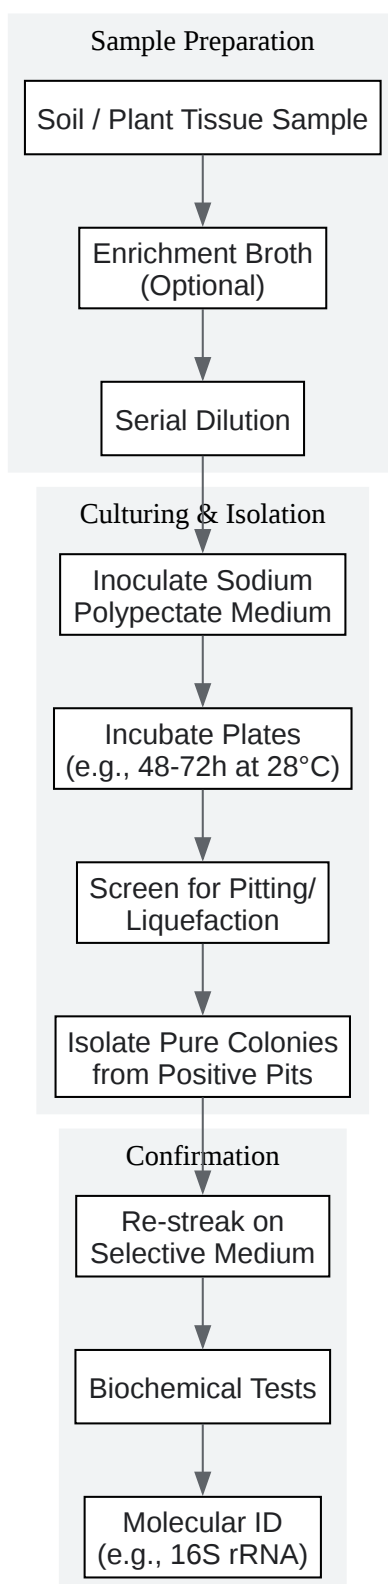 Sample Preparation
Soil / Plant Tissue Sample
Enrichment Broth
(Optional)
Serial Dilution
Culturing & Isolation
Inoculate Sodium
Polypectate Medium
Incubate Plates
(e.g., 48-72h at 28°C)
Screen for Pitting/
Liquefaction
Isolate Pure Colonies
from Positive Pits
Confirmation
Re-streak on
Selective Medium
Biochemical Tests
Molecular ID
(e.g., 16S rRNA)